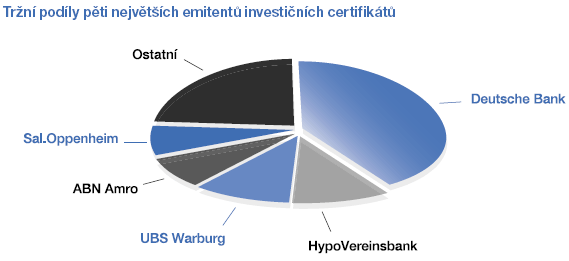 Tržní podíly pěti největších emitentů investičních certifikátů
Ostatní
Deutsche Bank
Sal.Oppenheim
ABN Amro
UBS Warburg
HypoVereinsbank